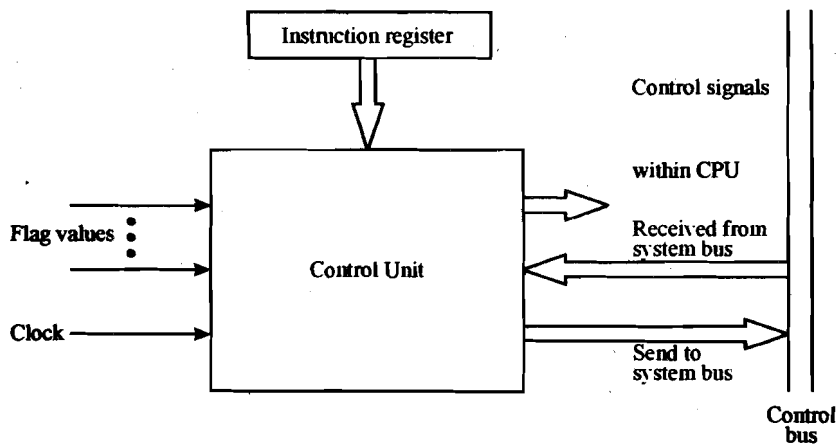 Instruction register
Control signals
within CPU
Flag values
Received from
system bus
Control Unit
Clock
Send to
system bus
Control
bus